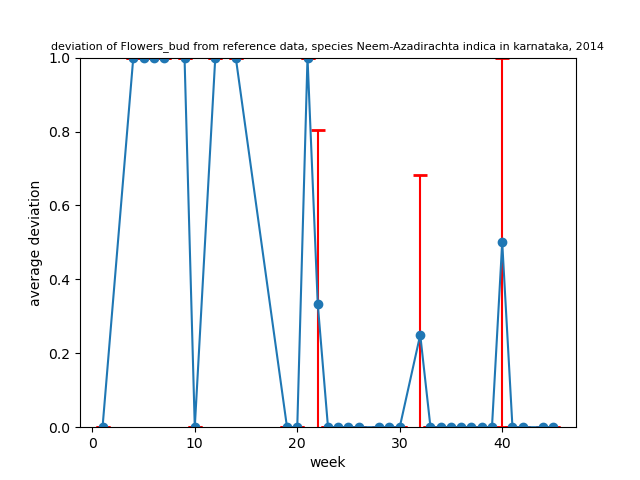 deviation of Flowers_bud from reference data, species Neem-Azadirachta indica in karnataka, 2014
1.0
0.8
0.6
0.4
0.2
0.0
average deviation
0 10 20 30 40
week